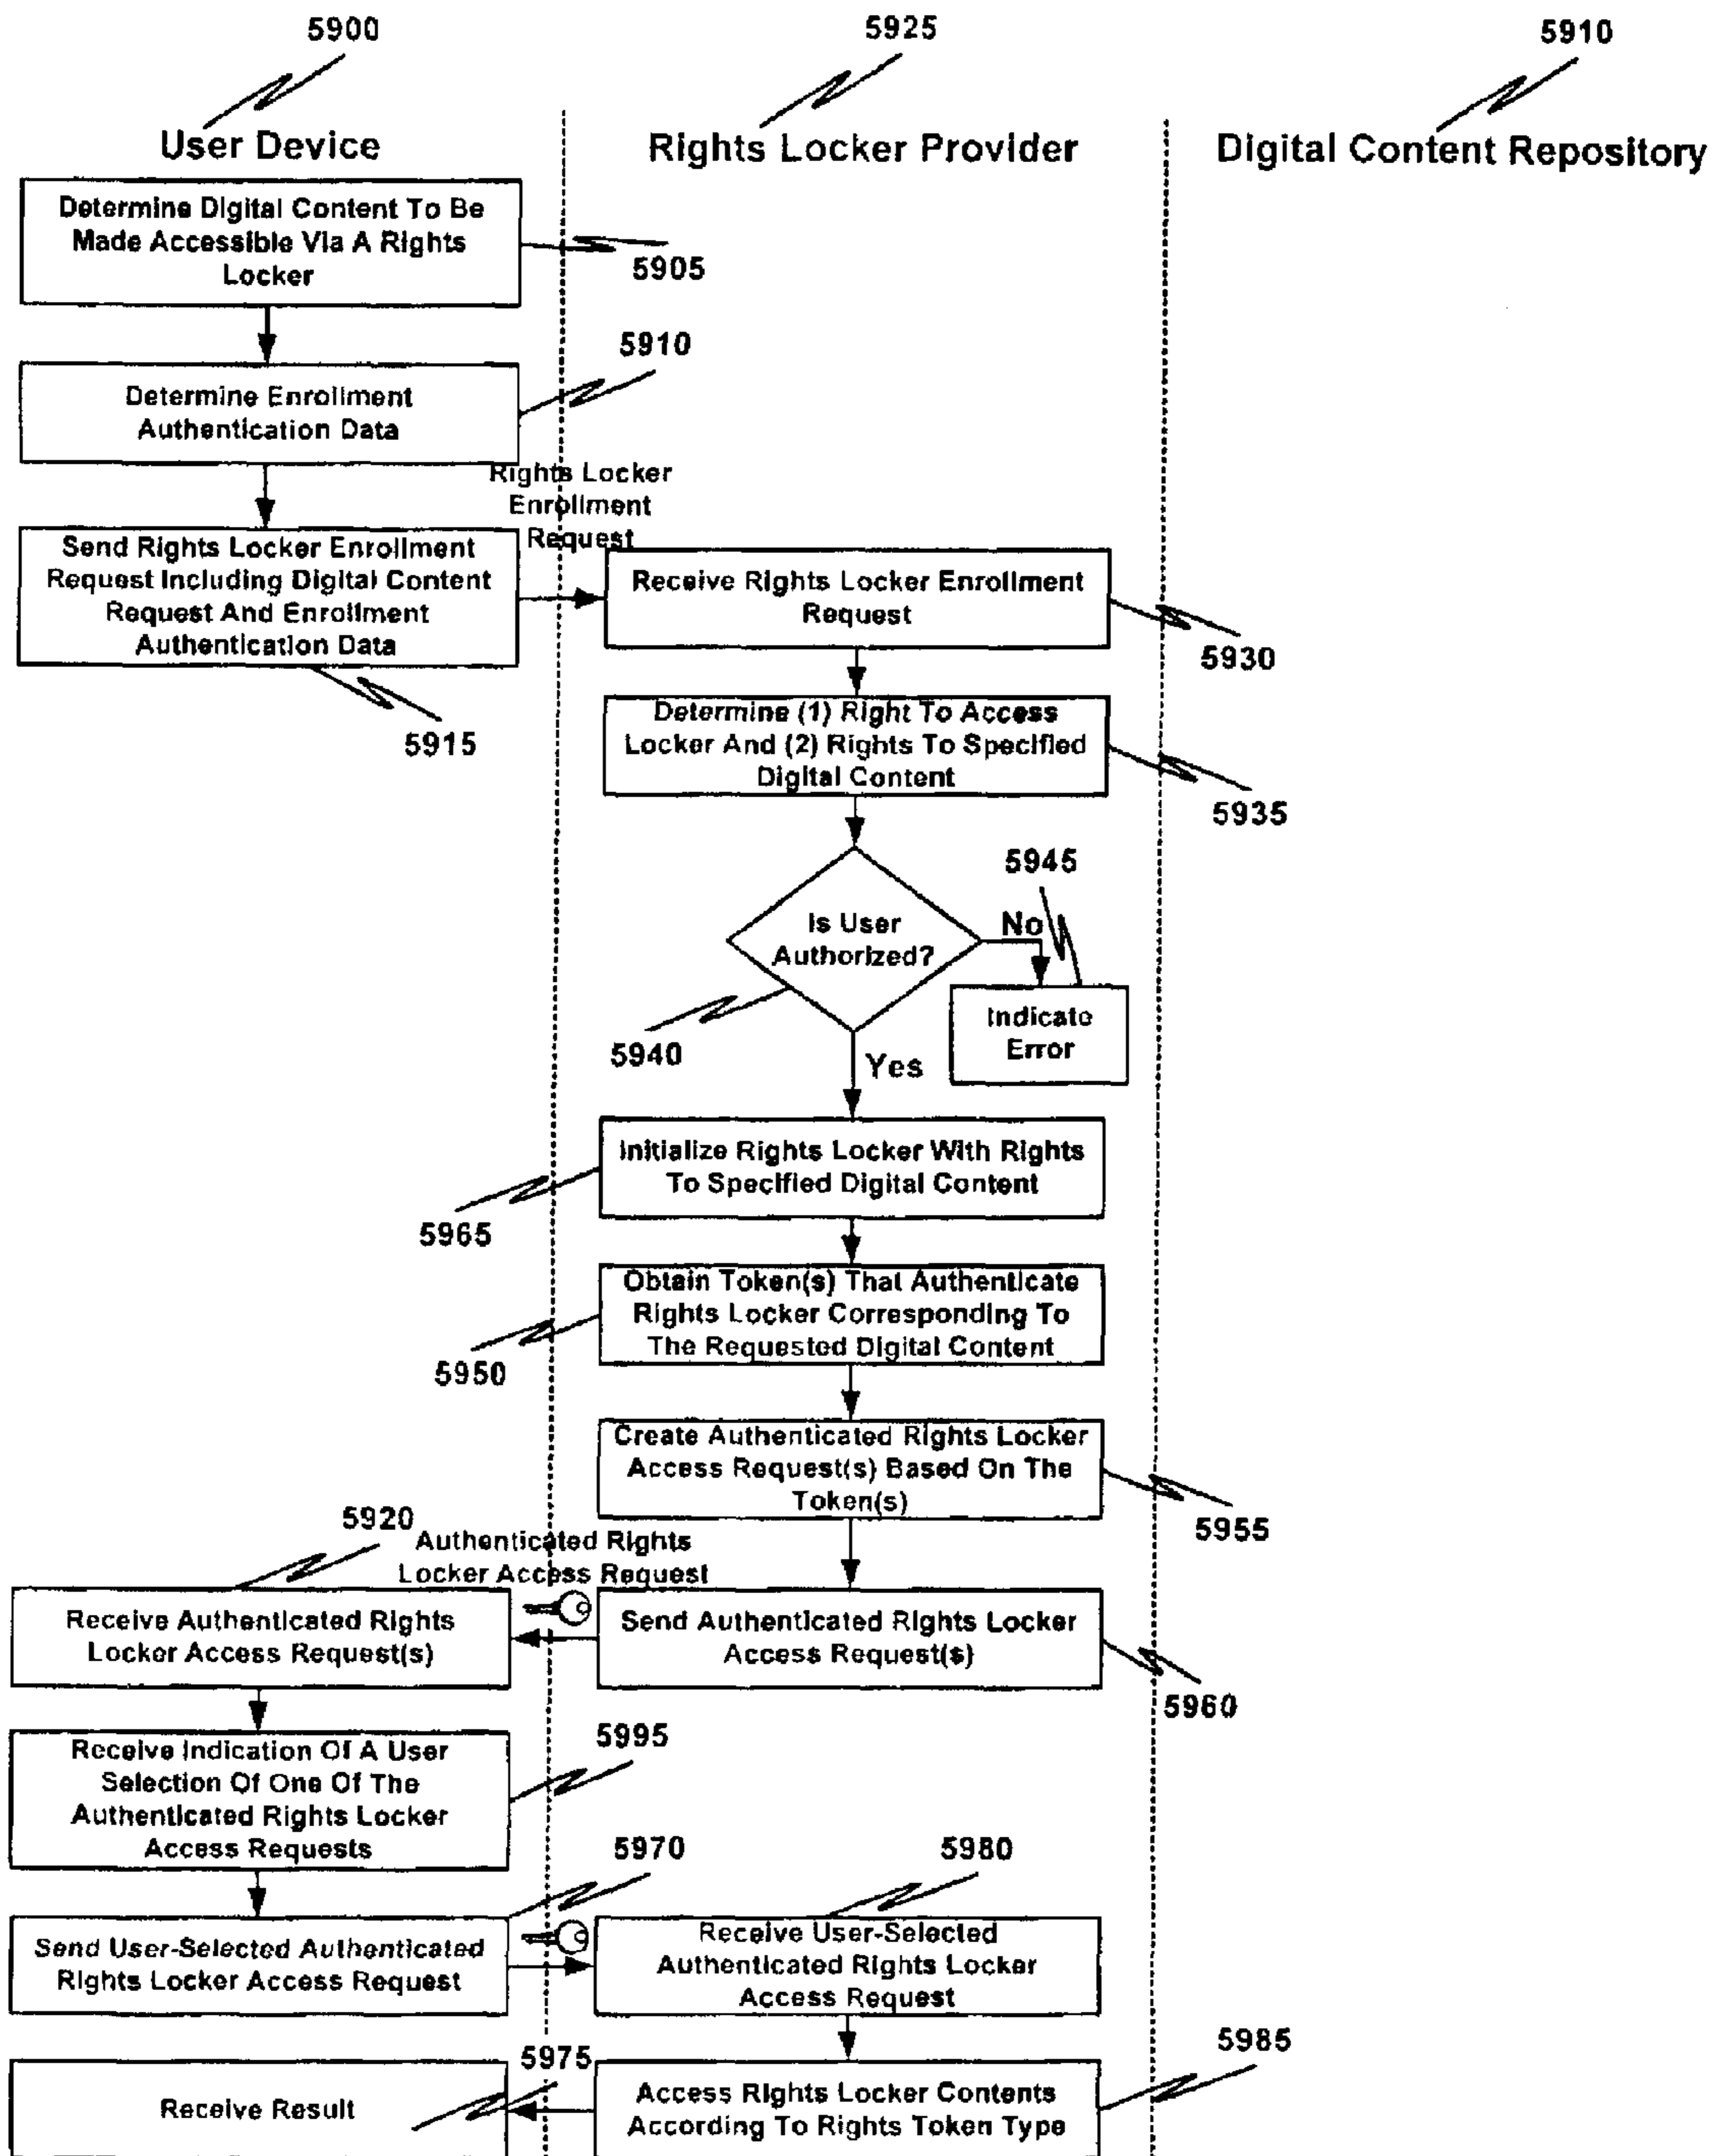 5900
5925
5910
User Device
Rights Locker Provider
Digital Content Repository
Determine Digital Content To Be
Made Accessible Via A Rights
Locker
5905
5910
Determine Enrollment
Authentication Data
Rights Locker
Enrollment
Request
Send Rights Locker Enrollment
Request Including Digital Content
Request And Enrollment
Authentication Data
5915
Receive Rights Locker Enrollment
Request
5930
Determine (1) Right To Access
Locker And (2) Rights To Specified
Digital Content
5935
5945
Is User
Authorized?
No
5940
Indicate
Error
Yes
Initialize Rights Locker With Rights
To Specified Digital Content
5965
Obtain Token(s) That Authenticate
Rights Locker Corresponding To
The Requested Digital Content
5950
Create Authenticated Rights Locker
Access Request(s) Based On The
Token(s)
5955
5920
Authenticated Rights
Locker Access Request
Receive Authenticated Rights
Locker Access Request(s)
Send Authenticated Rights Locker
Access Request(s)
5960
Receive Indication Of A User
Selection Of One Of The
Authenticated Rights Locker
Access Requests
5995
5970
5980
Send User-Selected Authenticated
Rights Locker Access Request
Receive User-Selected
Authenticated Rights Locker
Access Request
5975
5985
Receive Result
Access Rights Locker Contents
According To Rights Token Type